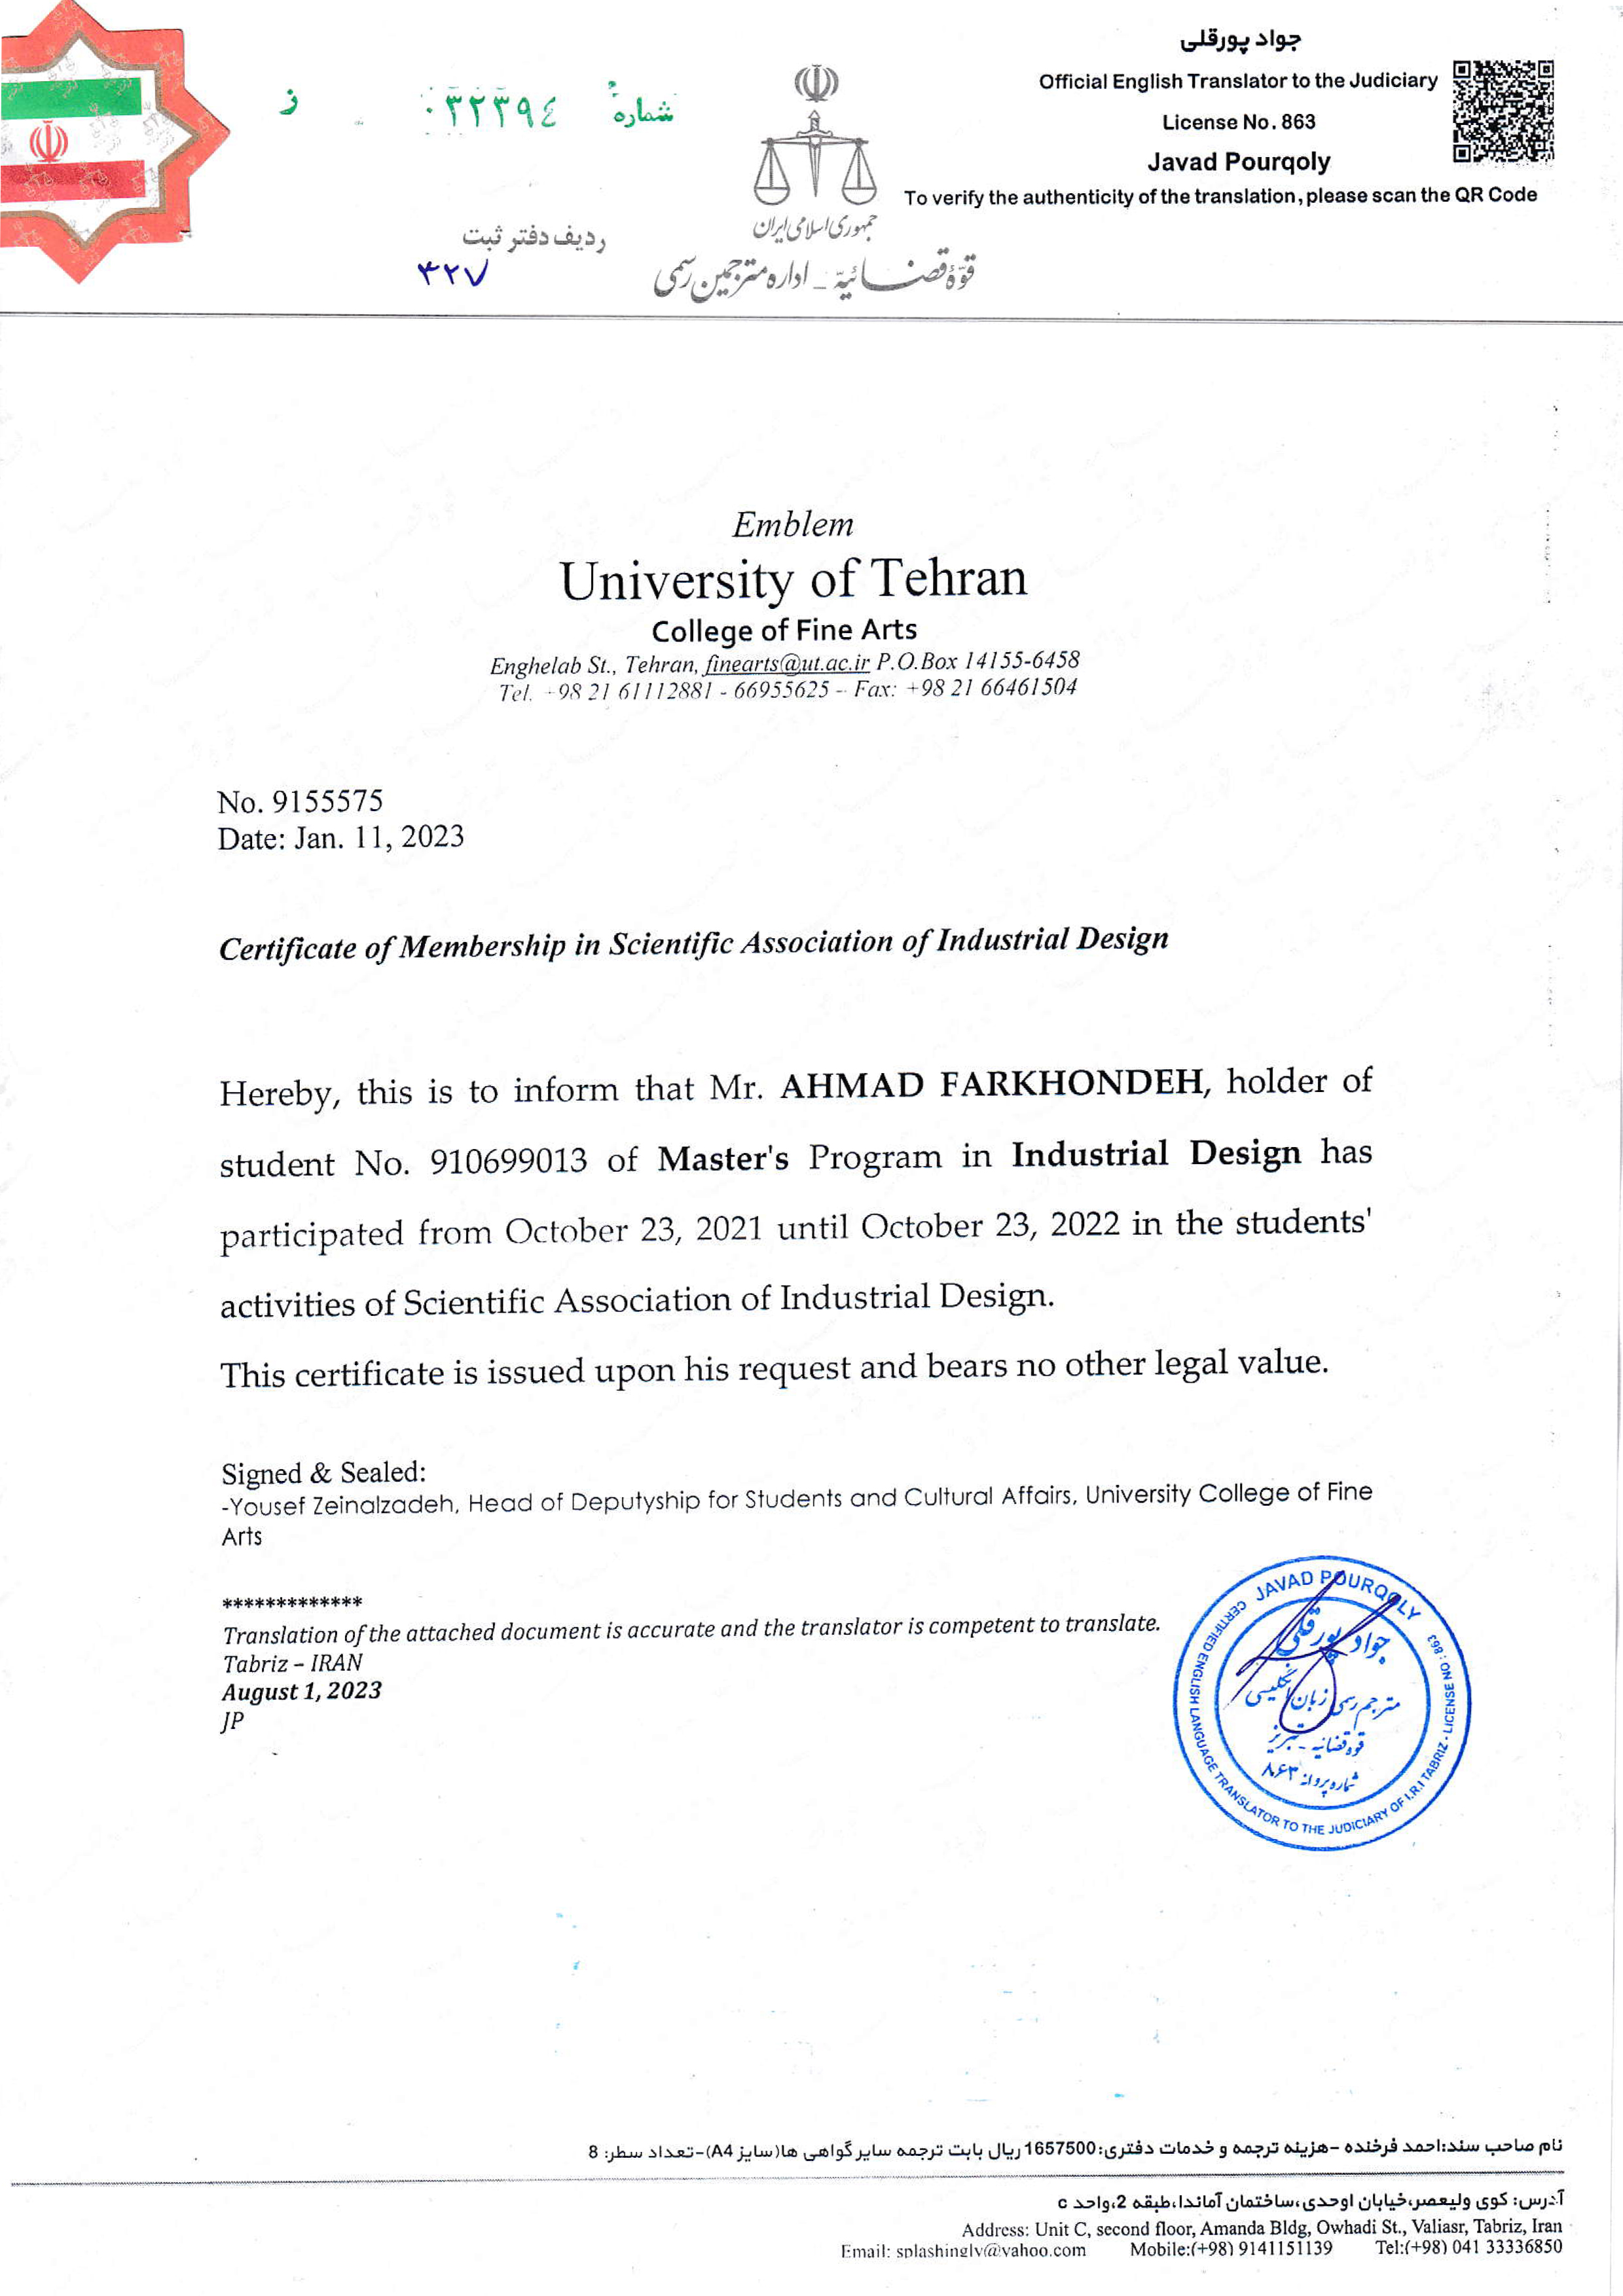 جواد پورقلی
Official English Translator to the Judiciary
License No. 863
Javad Pourqoly
To verify the authenticity of the translation, please scan the QR Code
شماره ۰۳۲۳۹٤ ز
ردیف دفتر ثبت
۳۲۷
جمهوری اسلامی ایران
قوّهٔ قضائیّه – اداره مترجمین رسمی
Emblem
University of Tehran
College of Fine Arts
Enghelab St., Tehran, finearts@ut.ac.ir P.O.Box 14155-6458
Tel. +98 21 61112881 - 66955625 – Fax: +98 21 66461504
No. 9155575
Date: Jan. 11, 2023
Certificate of Membership in Scientific Association of Industrial Design
Hereby, this is to inform that Mr. AHMAD FARKHONDEH, holder of
student No. 910699013 of Master's Program in Industrial Design has
participated from October 23, 2021 until October 23, 2022 in the students'
activities of Scientific Association of Industrial Design.
This certificate is issued upon his request and bears no other legal value.
Signed & Sealed:
-Yousef Zeinalzadeh, Head of Deputyship for Students and Cultural Affairs, University College of Fine
Arts
*************
Translation of the attached document is accurate and the translator is competent to translate.
Tabriz – IRAN
August 1, 2023
JP
JAVAD POURQOLY
CERTIFIED ENGLISH LANGUAGE TRANSLATOR TO THE JUDICIARY OF I.R.I TABRIZ - LICENSE NO : 863
جواد پورقلی
مترجم رسمی زبان انگلیسی
قوه قضائیه - تبریز
شماره پروانه ۸۶۳
نام صاحب سند:احمد فرخنده -هزینه ترجمه و خدمات دفتری:1657500 ریال بابت ترجمه سایر گواهی ها(سایز A4)-تعداد سطر: 8
آدرس: کوی ولیعصر،خیابان اوحدی،ساختمان آماندا،طبقه 2،واحد c
Address: Unit C, second floor, Amanda Bldg, Owhadi St., Valiasr, Tabriz, Iran
Email: splashingly@yahoo.com Mobile:(+98) 9141151139 Tel:(+98) 041 33336850